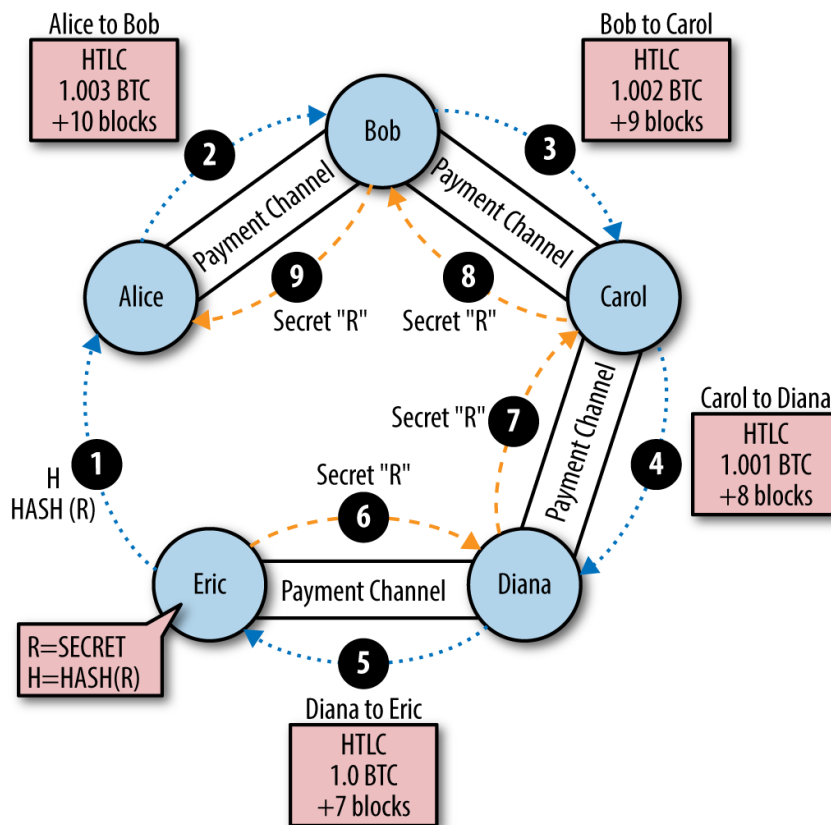 Alice to Bob
HTLC
1.003 BTC
+10 blocks
Bob to Carol
HTLC
1.002 BTC
+9 blocks
2
Bob
3
Payment Channel
Payment Channel
Alice
9
Secret "R"
8
Secret "R"
Carol
1
H
HASH (R)
Secret "R"
7
Payment Channel
Carol to Diana
HTLC
1.001 BTC
+8 blocks
4
Secret "R"
6
Eric
Payment Channel
Diana
R=SECRET
H=HASH(R)
5
Diana to Eric
HTLC
1.0 BTC
+7 blocks